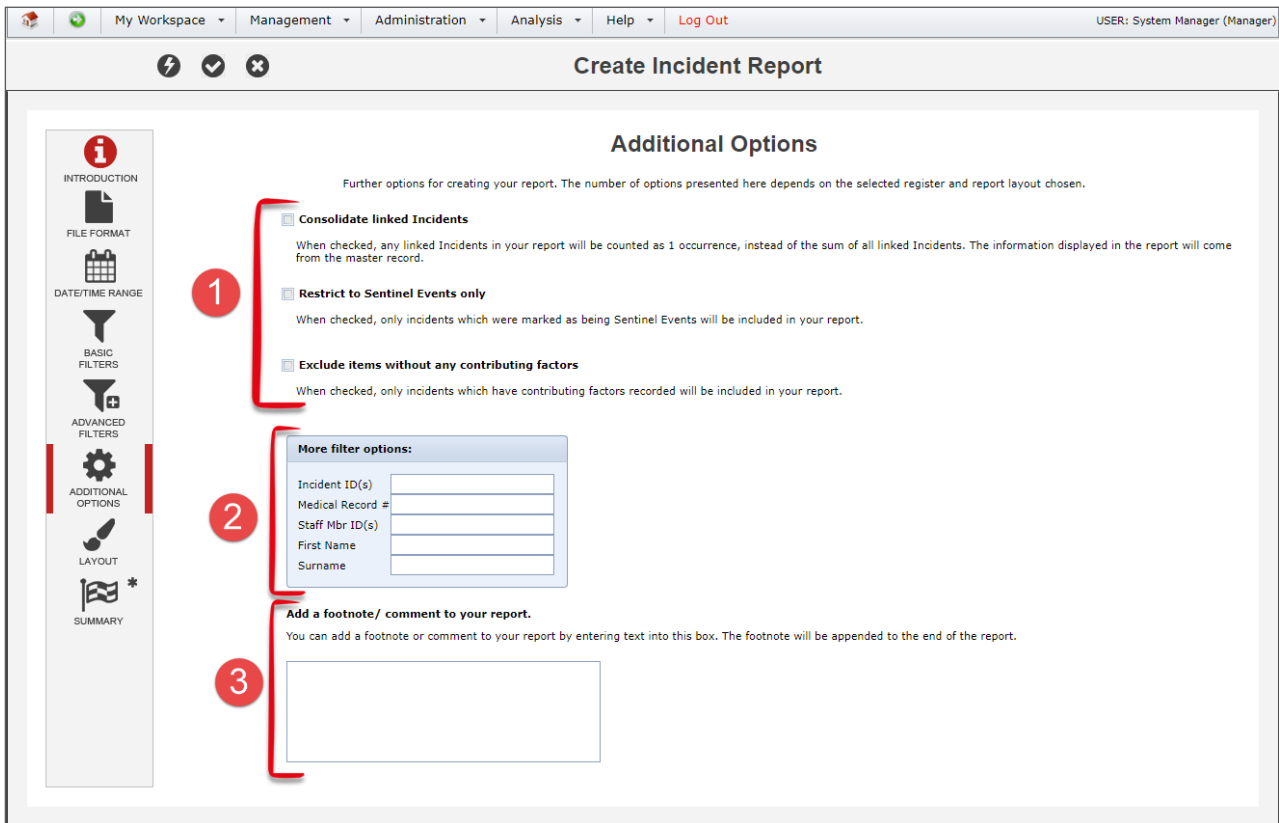 My Workspace Management Administration Analysis Help Log Out USER: System Manager (Manager)
Create Incident Report
INTRODUCTION
FILE FORMAT
DATE/TIME RANGE
BASIC
FILTERS
ADVANCED
FILTERS
ADDITIONAL
OPTIONS
LAYOUT
*
SUMMARY
Additional Options
Further options for creating your report. The number of options presented here depends on the selected register and report layout chosen.
1
Consolidate linked Incidents
When checked, any linked Incidents in your report will be counted as 1 occurrence, instead of the sum of all linked Incidents. The information displayed in the report will come
from the master record.
Restrict to Sentinel Events only
When checked, only incidents which were marked as being Sentinel Events will be included in your report.
Exclude items without any contributing factors
When checked, only incidents which have contributing factors recorded will be included in your report.
2
More filter options:
Incident ID(s)
Medical Record #
Staff Mbr ID(s)
First Name
Surname
3
Add a footnote/ comment to your report.
You can add a footnote or comment to your report by entering text into this box. The footnote will be appended to the end of the report.